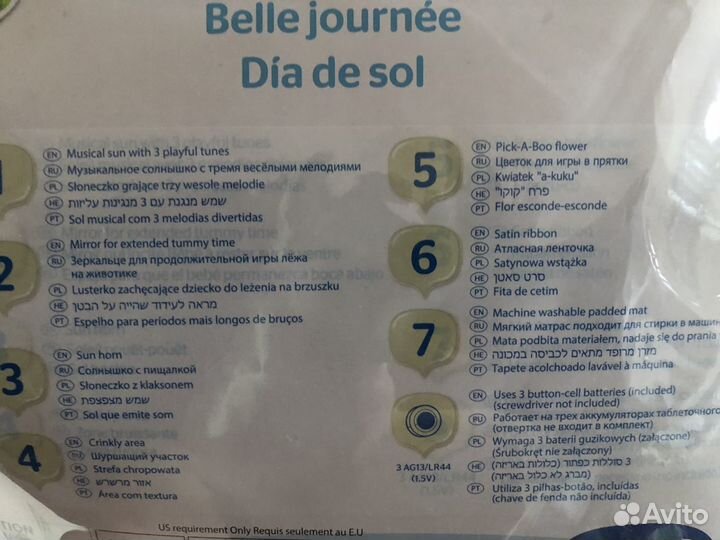 Belle journée
Día de sol
1
EN Musical sun with 3 playful tunes
RU Музыкальное солнышко с тремя весёлыми мелодиями
PL Słoneczko grające trzy wesołe melodie
HE שמש מנגנת עם 3 מנגינות עליזות
PT Sol musical com 3 melodias divertidas
2
EN Mirror for extended tummy time
RU Зеркальце для продолжительной игры лёжа
на животике
PL Lusterko zachęcające dziecko do leżenia na brzuszku
HE מראה לעידוד שהייה על הבטן
PT Espelho para periodos mais longos de bruços
3
EN Sun horn
RU Солнышко с пищалкой
PL Słoneczko z klaksonem
HE שמש מצפצפת
PT Sol que emite som
4
EN Crinkly area
RU Шуршащий участок
PL Strefa chropowata
HE אזור מרשרש
PT Area com textura
5
EN Pick-A-Boo flower
RU Цветок для игры в прятки
PL Kwiatek "a-kuku"
HE פרח "קוקו"
PT Flor esconde-esconde
6
EN Satin ribbon
RU Атласная ленточка
PL Satynowa wstążka
HE סרט סאטן
PT Fita de cetim
7
EN Machine washable padded mat
RU Мягкий матрас подходит для стирки в машин
PL Mata podbita materiałem, nadaje się do prania
HE מזרן מרופד מתאים לכביסה במכונה
PT Tapete acolchoado lavável à máquina
3 AG13/LR44
(1.5V)
EN Uses 3 button-cell batteries (included)
(screwdriver not included)
RU Работает на трех аккумуляторах таблеточного
(отвертка не входит в комплект)
PL Wymaga 3 baterii guzikowych (załączone)
(Śrubokręt nie załączony)
HE 3 סוללות כפתור (כלולות באריזה)
(מברג לא כלול באריזה)
PT Utiliza 3 pilhas-botão, incluídas
(chave de fenda não incluída)
US requirement Only Requis seulement au E.U
Avito